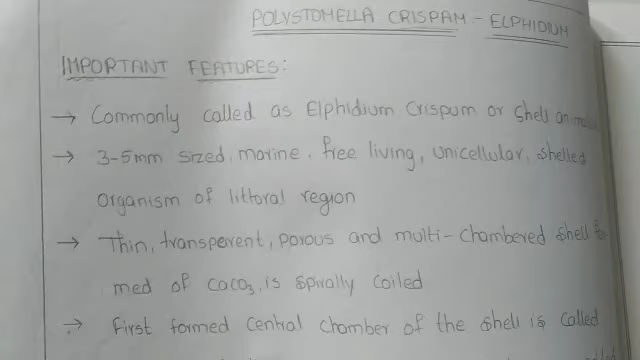 POLYSTOMELLA CRISPAM - ELPHIDIUM
IMPORTANT FEATURES:
→ Commonly called as Elphidium Crispum or Shell
→ 3-5mm sized, marine, free living, unicellular, shelled
organism of littoral region
→ Thin, transperent, porous and multi-chambered shell for
med of CaCO₃, is spirally coiled
→ First formed central chamber of the shell is called